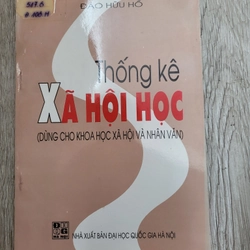 ĐÀO HỮU HỒ
Thống kê
XÃ HỘI HỌC
(DÙNG CHO KHOA HỌC XÃ HỘI VÀ NHÂN VĂN)
NHÀ XUẤT BẢN ĐẠI HỌC QUỐC GIA HÀ NỘI